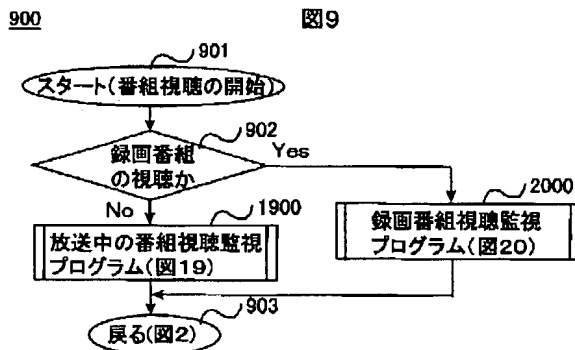 900
図9
901
スタート(番組視聴の開始)
902
録画番組
の視聴か
Yes
No
1900
放送中の番組視聴監視
プログラム(図19)
2000
録画番組視聴監視
プログラム(図20)
903
戻る(図2)